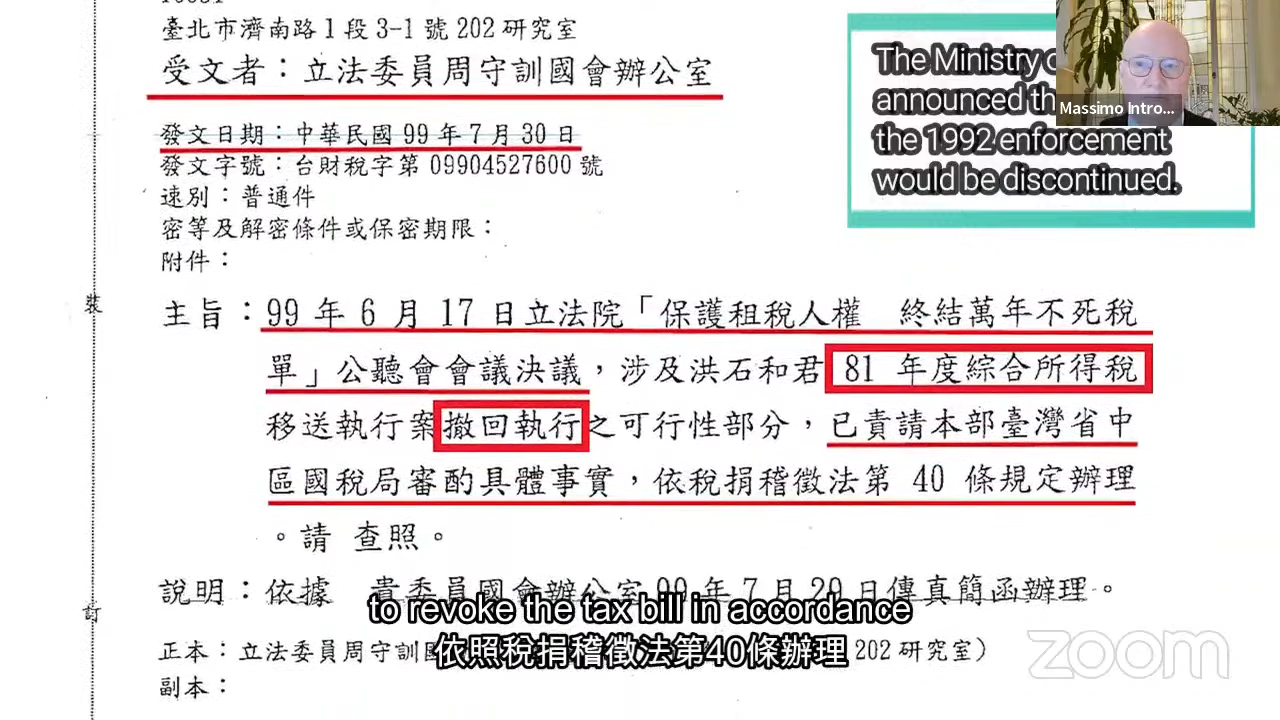 臺北市濟南路1段3-1號202研究室
受文者：立法委員周守訓國會辦公室
發文日期：中華民國99年7月30日
發文字號：台財稅字第09904527600號
速別：普通件
密等及解密條件或保密期限：
附件：
主旨：99年6月17日立法院「保護租稅人權　終結萬年不死稅
單」公聽會會議決議，涉及洪石和君81年度綜合所得稅
移送執行案撤回執行之可行性部分，已責請本部臺灣省中
區國稅局審酌具體事實，依稅捐稽徵法第40條規定辦理
。請 查照。
說明：依據　貴委員國會辦公室99年7月29日傳真簡函辦理。
正本：立法委員周守訓國
202研究室）
副本：
裝
訂
The Ministry
announced
the 1992 enforcement
would be discontinued.
Massimo Intro...
to revoke the tax bill in accordance
依照稅捐稽徵法第40條辦理
zoom